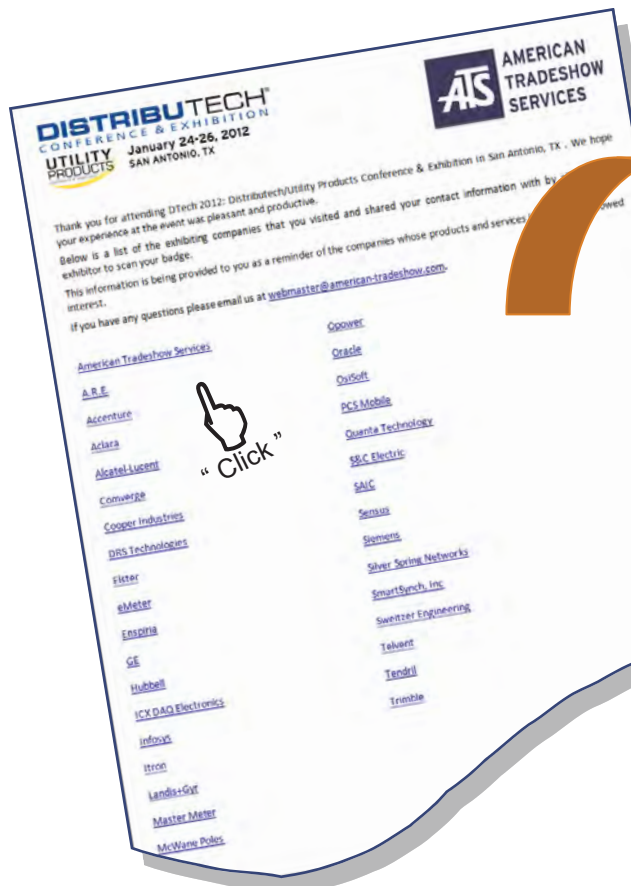 DISTRIBUTECH®
CONFERENCE & EXHIBITION
UTILITY PRODUCTS
January 24-26, 2012
SAN ANTONIO, TX
ATS
AMERICAN
TRADESHOW
SERVICES
Thank you for attending DTech 2012: Distributech/Utility Products Conference & Exhibition in San Antonio, TX . We hope
your experience at the event was pleasant and productive.
Below is a list of the exhibiting companies that you visited and shared your contact information with by
exhibitor to scan your badge.
This information is being provided to you as a reminder of the companies whose products and services
interest.
If you have any questions please email us at webmaster@american-tradeshow.com.
American Tradeshow Services
A.R.E.
Accenture
Aclara
Alcatel-Lucent
Comverge
Cooper Industries
DRS Technologies
Elster
eMeter
Enspiria
GE
Hubbell
ICX DAQ Electronics
Infosys
Itron
Landis+Gyr
Master Meter
McWane Poles
Opower
Oracle
OsiSoft
PCS Mobile
Quanta Technology
S&C Electric
SAIC
Sensus
Siemens
Silver Spring Networks
SmartSynch, Inc
Sweitzer Engineering
Telvent
Tendril
Trimble
“ Click ”